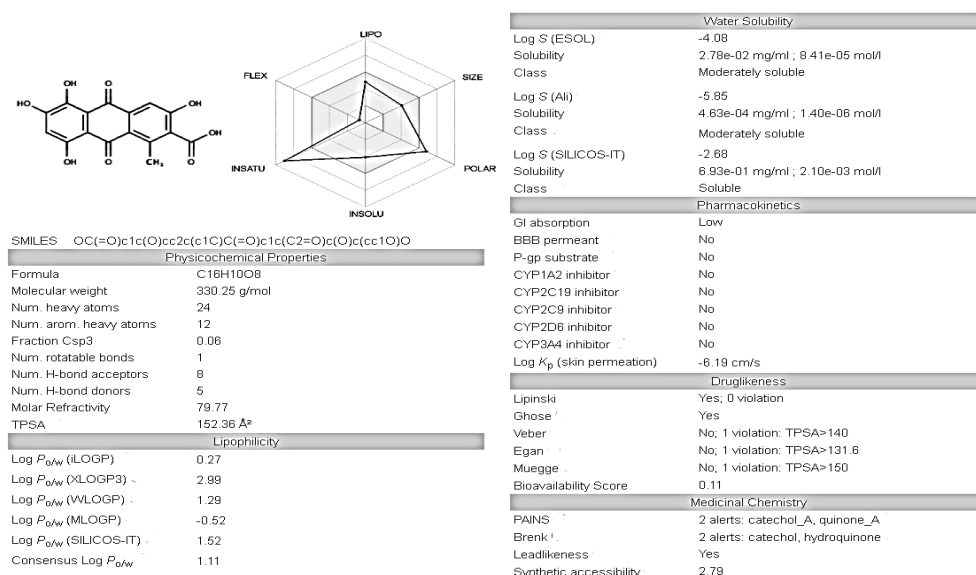 OH
O
OH
HO
OH
OH
O
CH₃
O
OH
LIPO
FLEX
SIZE
INSATU
POLAR
INSOLU
SMILES OC(=O)c1c(O)cc2c(c1C)C(=O)c1c(C2=O)c(O)c(cc1O)O
Physicochemical Properties
Formula C16H10O8
Molecular weight 330.25 g/mol
Num. heavy atoms 24
Num. arom. heavy atoms 12
Fraction Csp3 0.06
Num. rotatable bonds 1
Num. H-bond acceptors 8
Num. H-bond donors 5
Molar Refractivity 79.77
TPSA 152.36 Å²
Lipophilicity
Log Po/w (iLOGP) 0.27
Log Po/w (XLOGP3) 2.99
Log Po/w (WLOGP) 1.29
Log Po/w (MLOGP) -0.52
Log Po/w (SILICOS-IT) 1.52
Consensus Log Po/w 1.11
Water Solubility
Log S (ESOL) -4.08
Solubility 2.78e-02 mg/ml ; 8.41e-05 mol/l
Class Moderately soluble
Log S (Ali) -5.85
Solubility 4.63e-04 mg/ml ; 1.40e-06 mol/l
Class Moderately soluble
Log S (SILICOS-IT) -2.68
Solubility 6.93e-01 mg/ml ; 2.10e-03 mol/l
Class Soluble
Pharmacokinetics
GI absorption Low
BBB permeant No
P-gp substrate No
CYP1A2 inhibitor No
CYP2C19 inhibitor No
CYP2C9 inhibitor No
CYP2D6 inhibitor No
CYP3A4 inhibitor No
Log Kp (skin permeation) -6.19 cm/s
Druglikeness
Lipinski Yes; 0 violation
Ghose Yes
Veber No; 1 violation: TPSA>140
Egan No; 1 violation: TPSA>131.6
Muegge No; 1 violation: TPSA>150
Bioavailability Score 0.11
Medicinal Chemistry
PAINS 2 alerts: catechol_A, quinone_A
Brenk 2 alerts: catechol, hydroquinone
Leadlikeness Yes
Synthetic accessibility 2.79